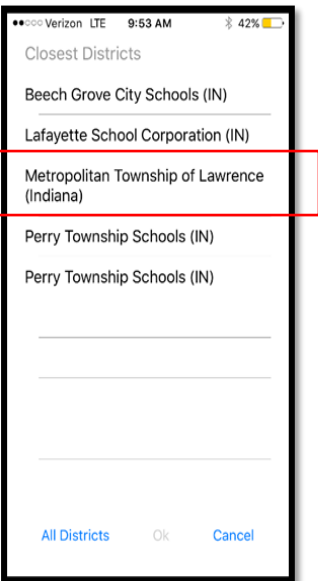 Verizon LTE 9:53 AM 42%
Closest Districts
Beech Grove City Schools (IN)
Lafayette School Corporation (IN)
Metropolitan Township of Lawrence
(Indiana)
Perry Township Schools (IN)
Perry Township Schools (IN)
All Districts Ok Cancel